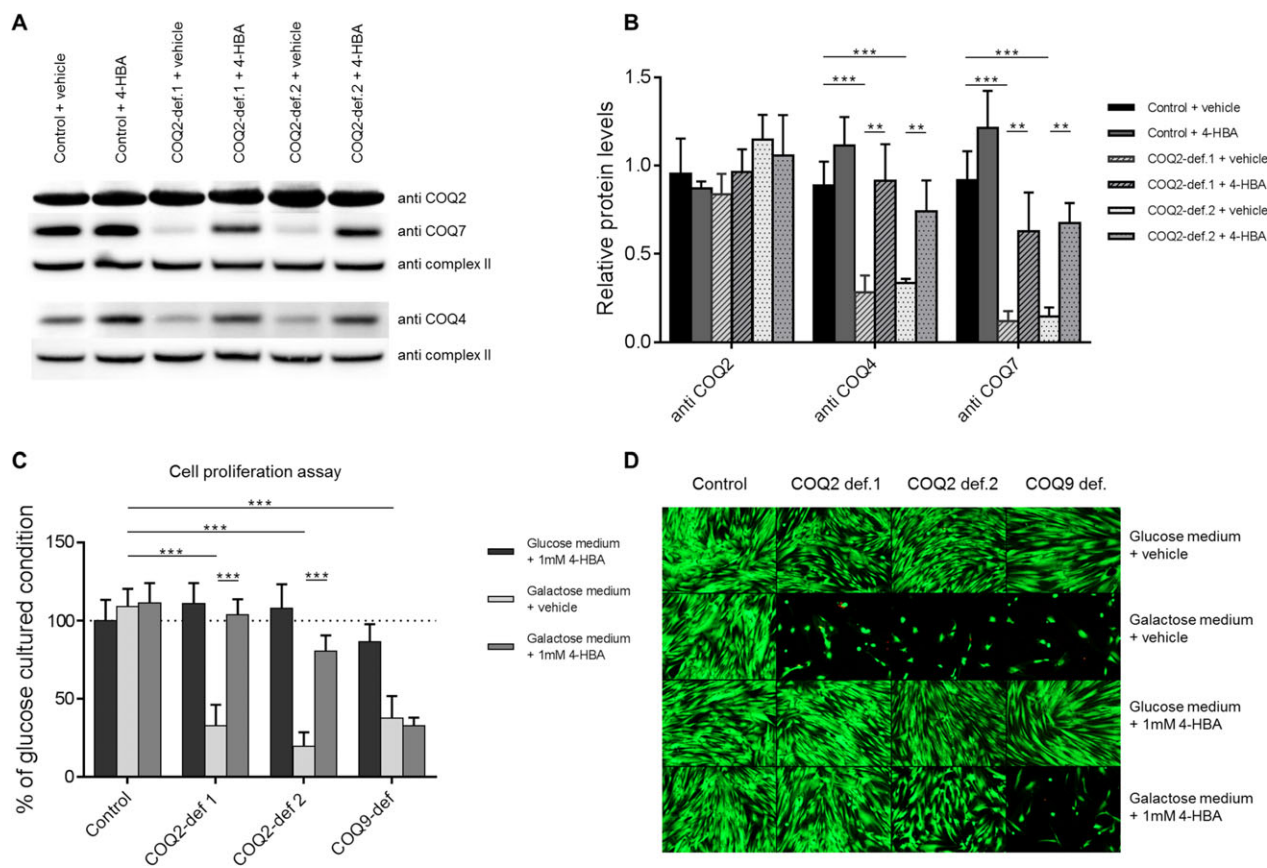 A
Control + vehicle
Control + 4-HBA
COQ2-def.1 + vehicle
COQ2-def.1 + 4-HBA
COQ2-def.2 + vehicle
COQ2-def.2 + 4-HBA
anti COQ2
anti COQ7
anti complex II
anti COQ4
anti complex II
B
Relative protein levels
1.5
1.0
0.5
0.0
***
***
**
**
***
***
**
**
anti COQ2
anti COQ4
anti COQ7
Control + vehicle
Control + 4-HBA
COQ2-def.1 + vehicle
COQ2-def.1 + 4-HBA
COQ2-def.2 + vehicle
COQ2-def.2 + 4-HBA
C
Cell proliferation assay
% of glucose cultured condition
150
100
50
0
***
***
***
***
***
Control
COQ2-def 1
COQ2-def 2
COQ9-def
Glucose medium
+ 1mM 4-HBA
Galactose medium
+ vehicle
Galactose medium
+ 1mM 4-HBA
D
Control
COQ2 def.1
COQ2 def.2
COQ9 def.
Glucose medium
+ vehicle
Galactose medium
+ vehicle
Glucose medium
+ 1mM 4-HBA
Galactose medium
+ 1mM 4-HBA